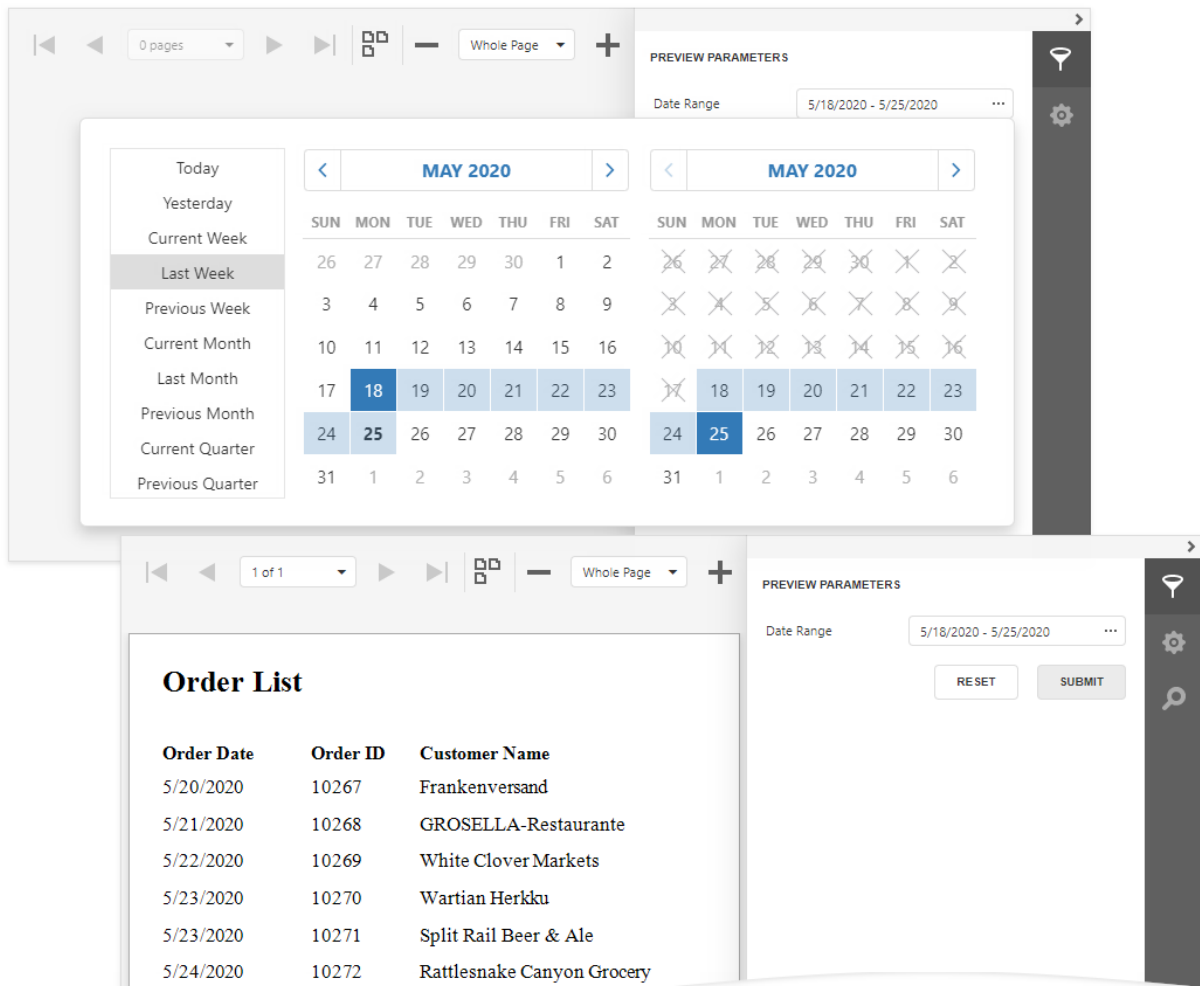 0 pages Whole Page
PREVIEW PARAMETERS
Date Range 5/18/2020 - 5/25/2020 ...
Today
Yesterday
Current Week
Last Week
Previous Week
Current Month
Last Month
Previous Month
Current Quarter
Previous Quarter
MAY 2020
SUN MON TUE WED THU FRI SAT
26 27 28 29 30 1 2
3 4 5 6 7 8 9
10 11 12 13 14 15 16
17 18 19 20 21 22 23
24 25 26 27 28 29 30
31 1 2 3 4 5 6
MAY 2020
SUN MON TUE WED THU FRI SAT
26 27 28 29 30 1 2
3 4 5 6 7 8 9
10 11 12 13 14 15 16
17 18 19 20 21 22 23
24 25 26 27 28 29 30
31 1 2 3 4 5 6
1 of 1 Whole Page
PREVIEW PARAMETERS
Date Range 5/18/2020 - 5/25/2020 ...
RESET SUBMIT
Order List
Order Date Order ID Customer Name
5/20/2020 10267 Frankenversand
5/21/2020 10268 GROSELLA-Restaurante
5/22/2020 10269 White Clover Markets
5/23/2020 10270 Wartian Herkku
5/23/2020 10271 Split Rail Beer & Ale
5/24/2020 10272 Rattlesnake Canyon Grocery